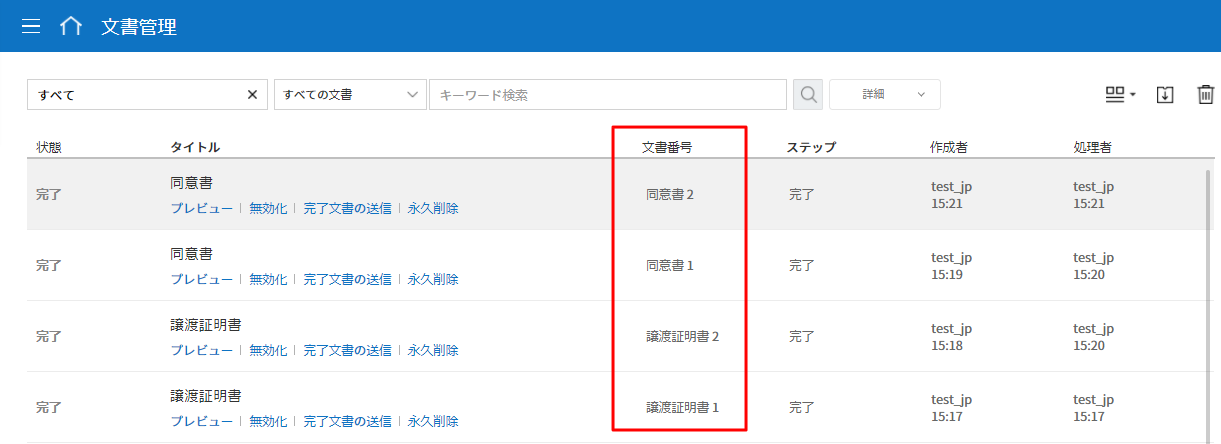 文書管理
すべて すべての文書 キーワード検索 詳細
状態 タイトル 文書番号 ステップ 作成者 処理者
同意書
完了 同意書 2 完了 test_jp 15:21 test_jp 15:21
プレビュー | 無効化 | 完了文書の送信 | 永久削除
同意書
完了 同意書 1 完了 test_jp 15:19 test_jp 15:20
プレビュー | 無効化 | 完了文書の送信 | 永久削除
譲渡証明書
完了 譲渡証明書 2 完了 test_jp 15:18 test_jp 15:20
プレビュー | 無効化 | 完了文書の送信 | 永久削除
譲渡証明書
完了 譲渡証明書 1 完了 test_jp 15:17 test_jp 15:17
プレビュー | 無効化 | 完了文書の送信 | 永久削除